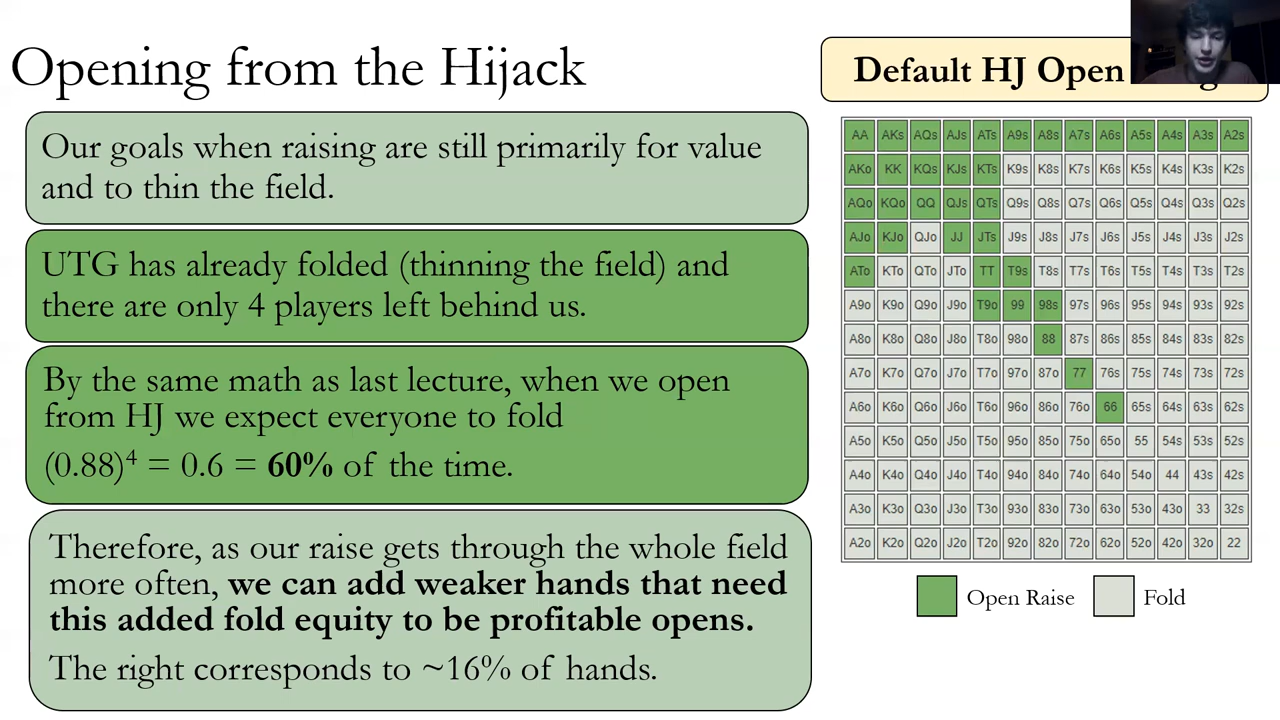 Opening from the Hijack
Default HJ Open
Our goals when raising are still primarily for value
and to thin the field.
UTG has already folded (thinning the field) and
there are only 4 players left behind us.
By the same math as last lecture, when we open
from HJ we expect everyone to fold
(0.88)⁴ = 0.6 = 60% of the time.
Therefore, as our raise gets through the whole field
more often, we can add weaker hands that need
this added fold equity to be profitable opens.
The right corresponds to ~16% of hands.
AA AKs AQs AJs ATs A9s A8s A7s A6s A5s A4s A3s A2s
AKo KK KQs KJs KTs K9s K8s K7s K6s K5s K4s K3s K2s
AQo KQo QQ QJs QTs Q9s Q8s Q7s Q6s Q5s Q4s Q3s Q2s
AJo KJo QJo JJ JTs J9s J8s J7s J6s J5s J4s J3s J2s
ATo KTo QTo JTo TT T9s T8s T7s T6s T5s T4s T3s T2s
A9o K9o Q9o J9o T9o 99 98s 97s 96s 95s 94s 93s 92s
A8o K8o Q8o J8o T8o 98o 88 87s 86s 85s 84s 83s 82s
A7o K7o Q7o J7o T7o 97o 87o 77 76s 75s 74s 73s 72s
A6o K6o Q6o J6o T6o 96o 86o 76o 66 65s 64s 63s 62s
A5o K5o Q5o J5o T5o 95o 85o 75o 65o 55 54s 53s 52s
A4o K4o Q4o J4o T4o 94o 84o 74o 64o 54o 44 43s 42s
A3o K3o Q3o J3o T3o 93o 83o 73o 63o 53o 43o 33 32s
A2o K2o Q2o J2o T2o 92o 82o 72o 62o 52o 42o 32o 22
Open Raise
Fold